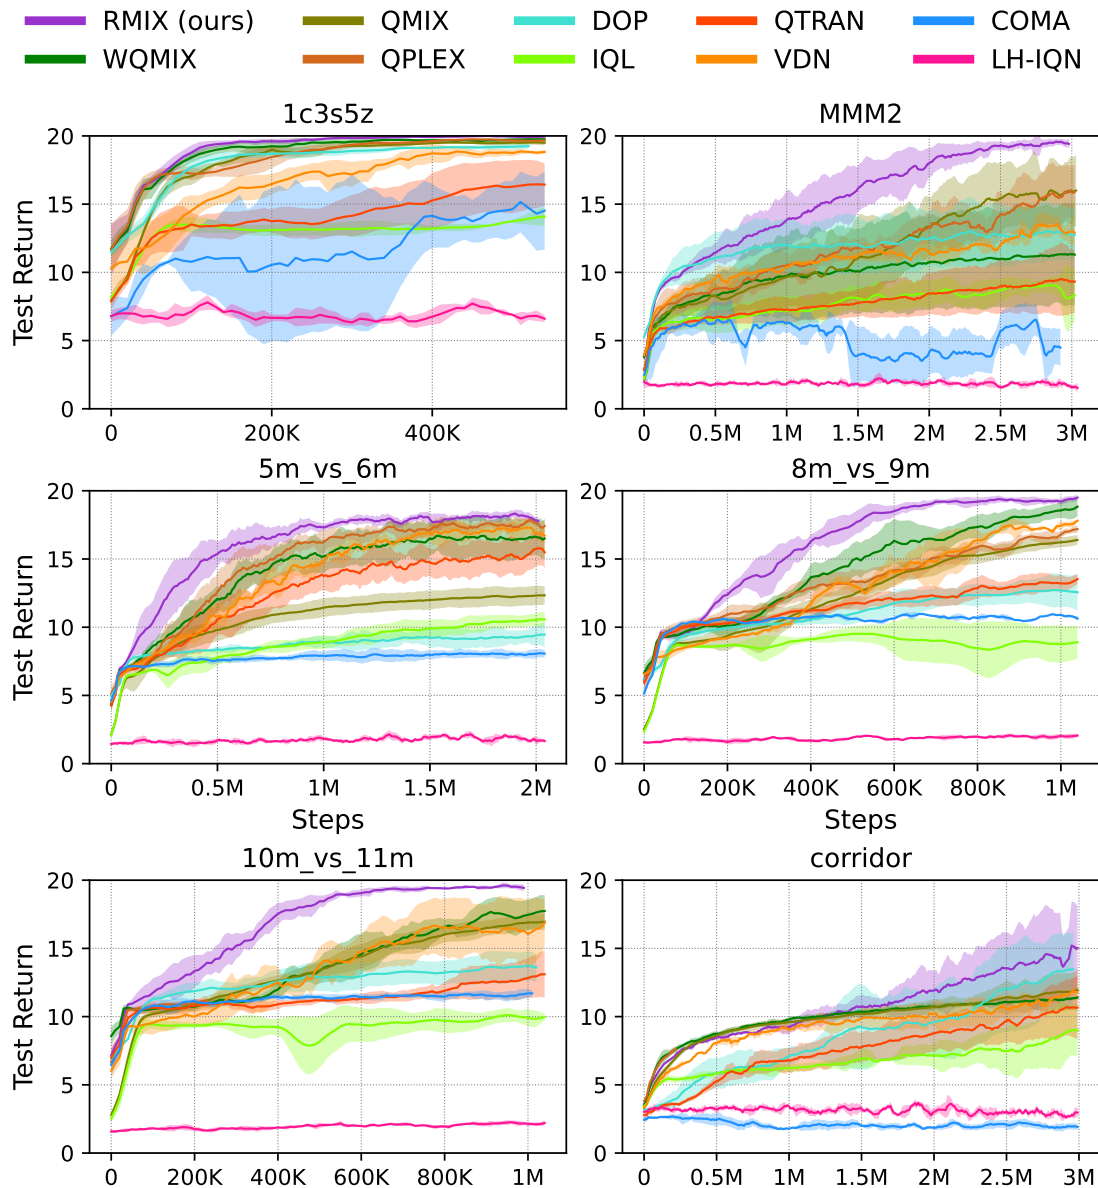 RMIX (ours) QMIX DOP QTRAN COMA
WQMIX QPLEX IQL VDN LH-IQN
1c3s5z MMM2
20 20
15 15
10 10
5 5
0 0
Test Return
0 200K 400K 0 0.5M 1M 1.5M 2M 2.5M 3M
5m_vs_6m 8m_vs_9m
20 20
15 15
10 10
5 5
0 0
Test Return
0 0.5M 1M 1.5M 2M 0 200K 400K 600K 800K 1M
Steps Steps
10m_vs_11m corridor
20 20
15 15
10 10
5 5
0 0
Test Return
0 200K 400K 600K 800K 1M 0 0.5M 1M 1.5M 2M 2.5M 3M